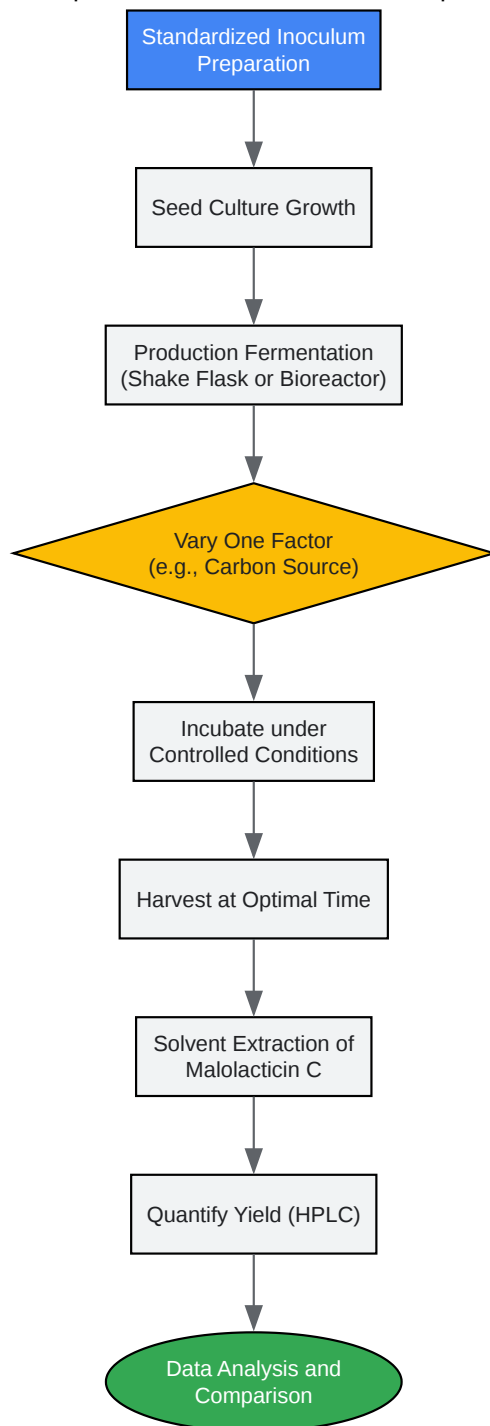 Standardized Inoculum
Preparation
Seed Culture Growth
Production Fermentation
(Shake Flask or Bioreactor)
Vary One Factor
(e.g., Carbon Source)
Incubate under
Controlled Conditions
Harvest at Optimal Time
Solvent Extraction of
Malolacticin C
Quantify Yield (HPLC)
Data Analysis and
Comparison